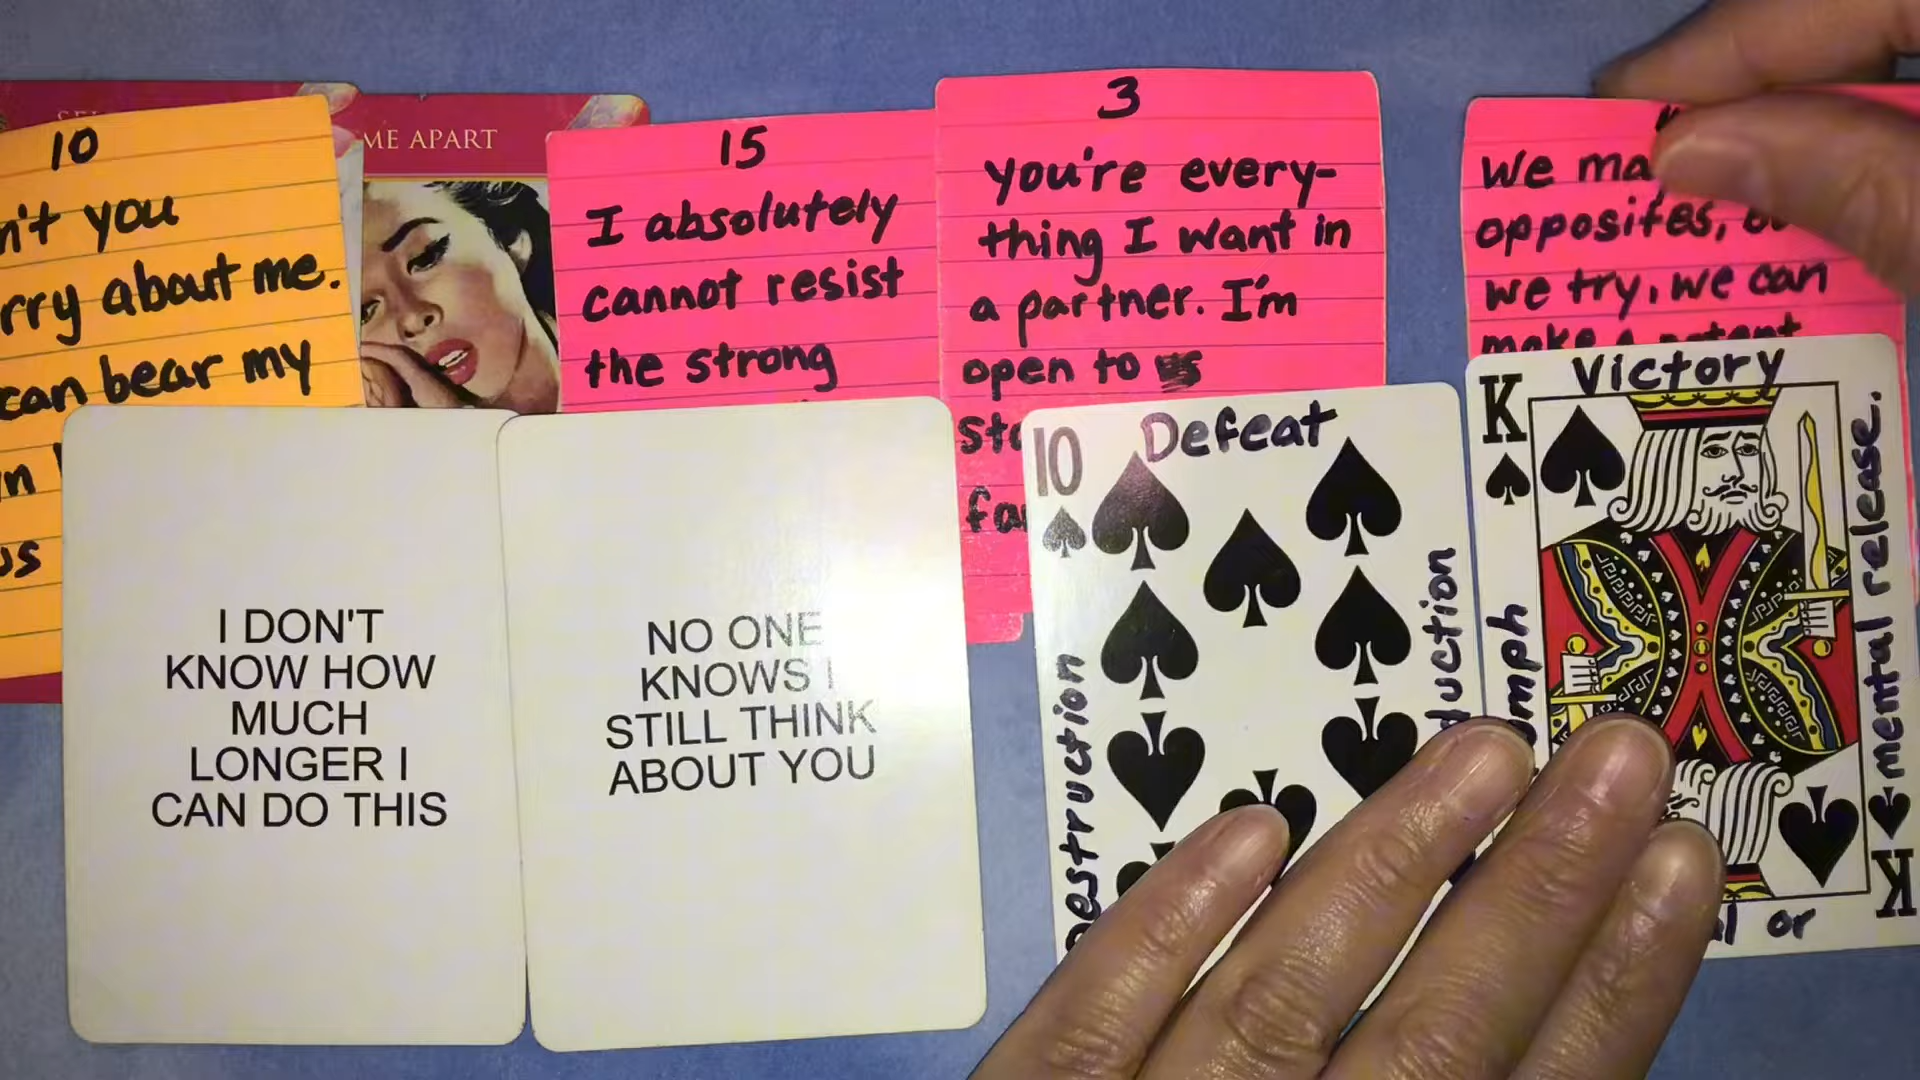 10
you
about me.
can bear my
ME APART
15
I absolutely
cannot resist
the strong
3
you're every-
thing I want in
a partner. I'm
open to
We
opposites,
we try, we can
make a potent
I DON'T
KNOW HOW
MUCH
LONGER I
CAN DO THIS
NO ONE
KNOWS I
STILL THINK
ABOUT YOU
10
Defeat
Destruction
K
Victory
mental release.
or
K